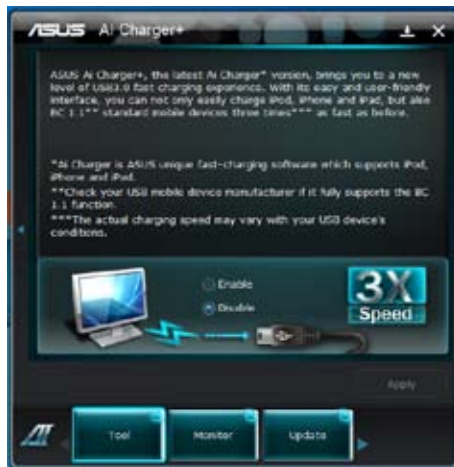 ASUS AI Charger+
ASUS Ai Charger+, the latest Ai Charger* version, brings you to a new
level of USB3.0 fast charging experience. With its easy and user-friendly
interface, you can not only easily charge iPod, iPhone and iPad, but also
BC 1.1** standard mobile devices three times*** as fast as before.
*Ai Charger is ASUS unique fast-charging software which supports iPod,
iPhone and iPad.
**Check your USB mobile device manufacturer if it fully supports the BC
1.1 function.
***The actual charging speed may vary with your USB device's
conditions.
Enable
Disable
3X
Speed
Apply
Tool
Monitor
Update